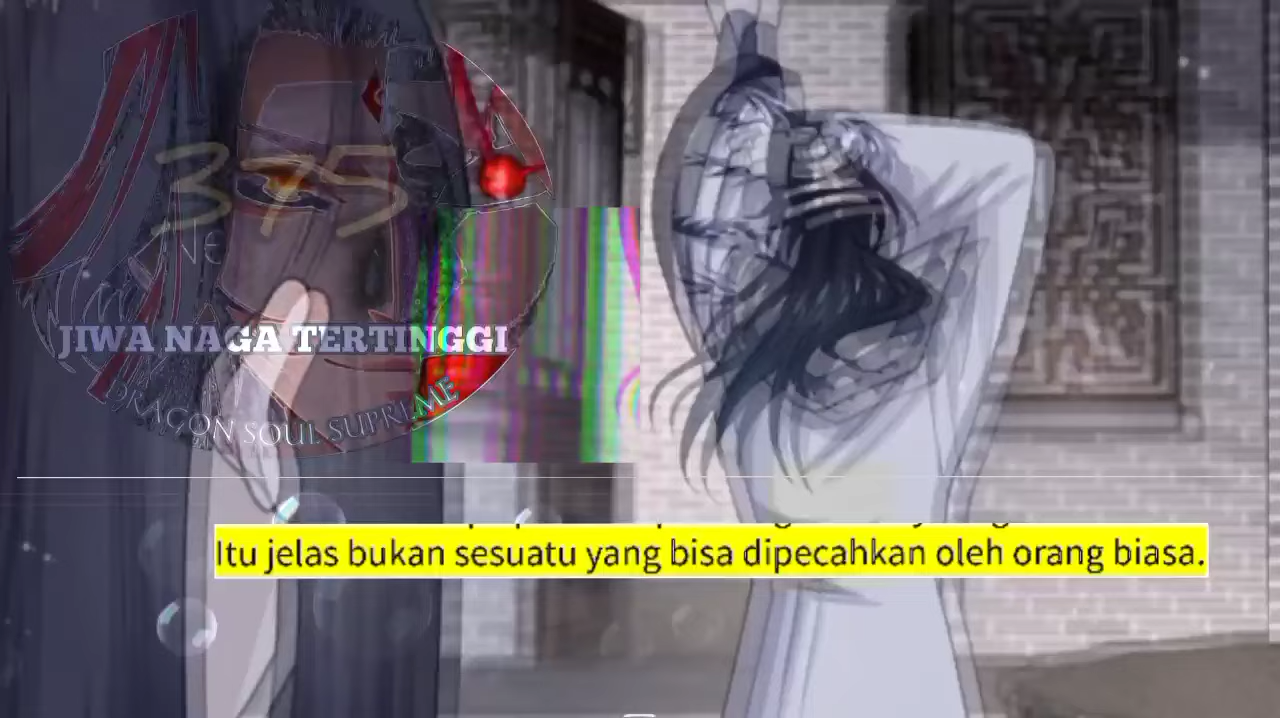 375
JIWA NAGA TERTINGGI
DRAGON SOUL SUPREME
Itu jelas bukan sesuatu yang bisa dipecahkan oleh orang biasa.